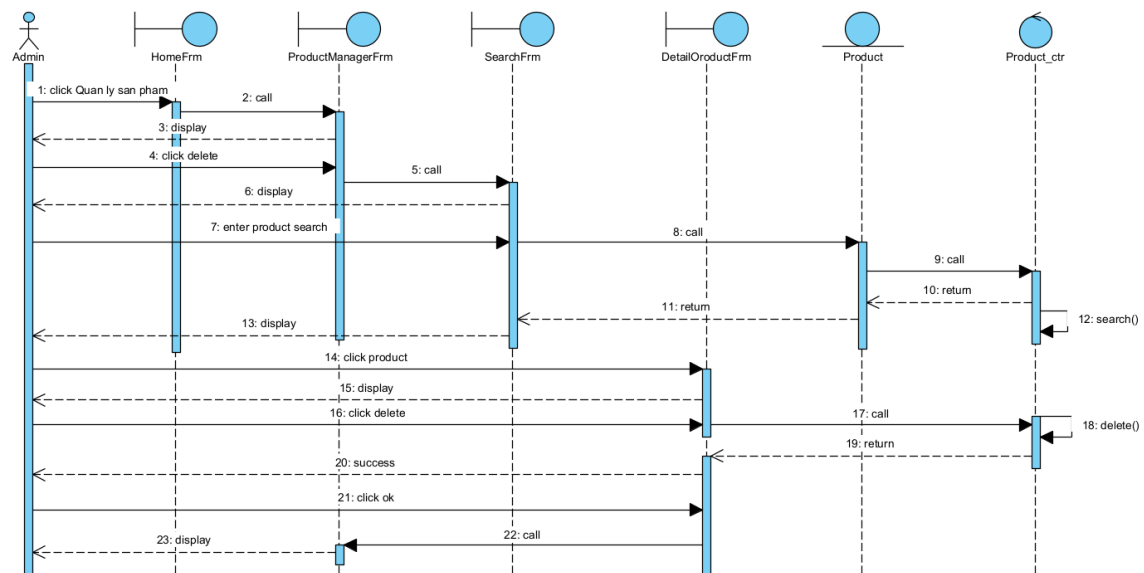 Admin
HomeFrm
ProductManagerFrm
SearchFrm
DetailOroductFrm
Product
Product_ctr
1: click Quan ly san pham
2: call
3: display
4: click delete
5: call
6: display
7: enter product search
8: call
9: call
10: return
11: return
12: search()
13: display
14: click product
15: display
16: click delete
17: call
18: delete()
19: return
20: success
21: click ok
22: call
23: display